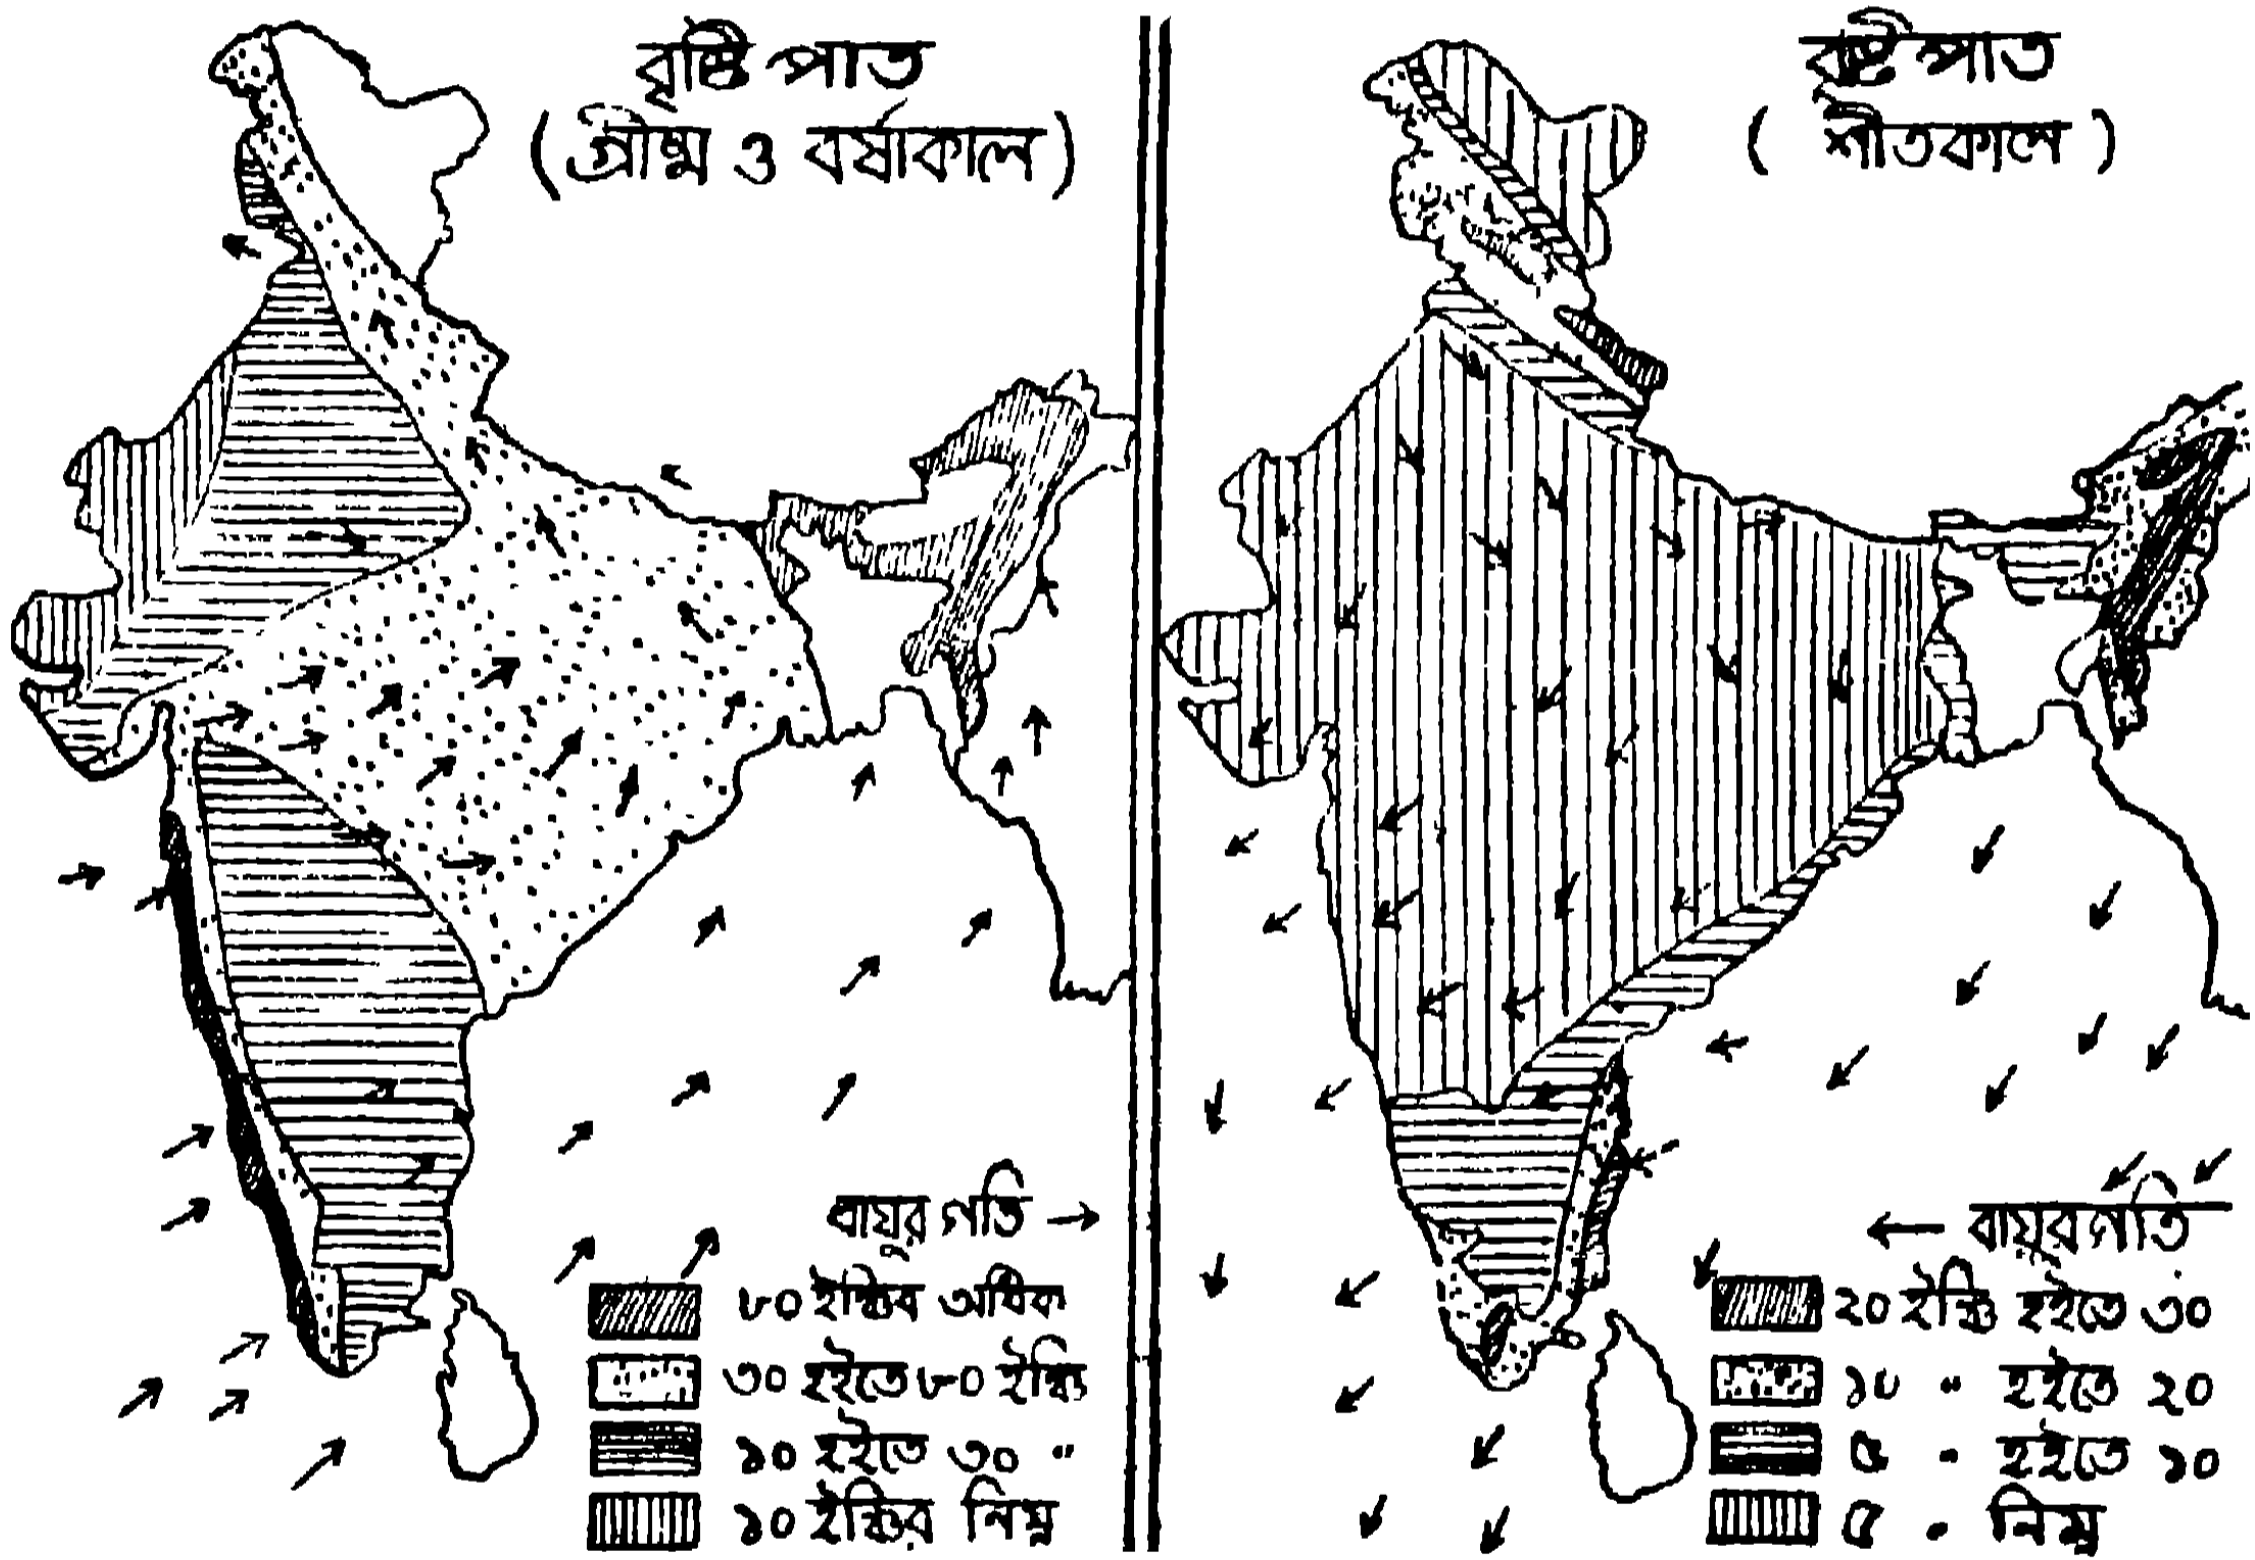 বৃষ্টি পাত
(গ্রীষ্ম ও বর্ষাকাল)
বায়ুর গতি →
৮০ ইঞ্চির অধিক
৩০ হইতে ৮০ ইঞ্চি
১০ হইতে ৩০ "
১০ ইঞ্চির নিম্ন
বৃষ্টি পাত
(শীতকাল)
← বায়ুর গতি
২০ ইঞ্চি হইতে ৩০
১০ " হইতে ২০
৫ " হইতে ১০
৫ " নিম্ন